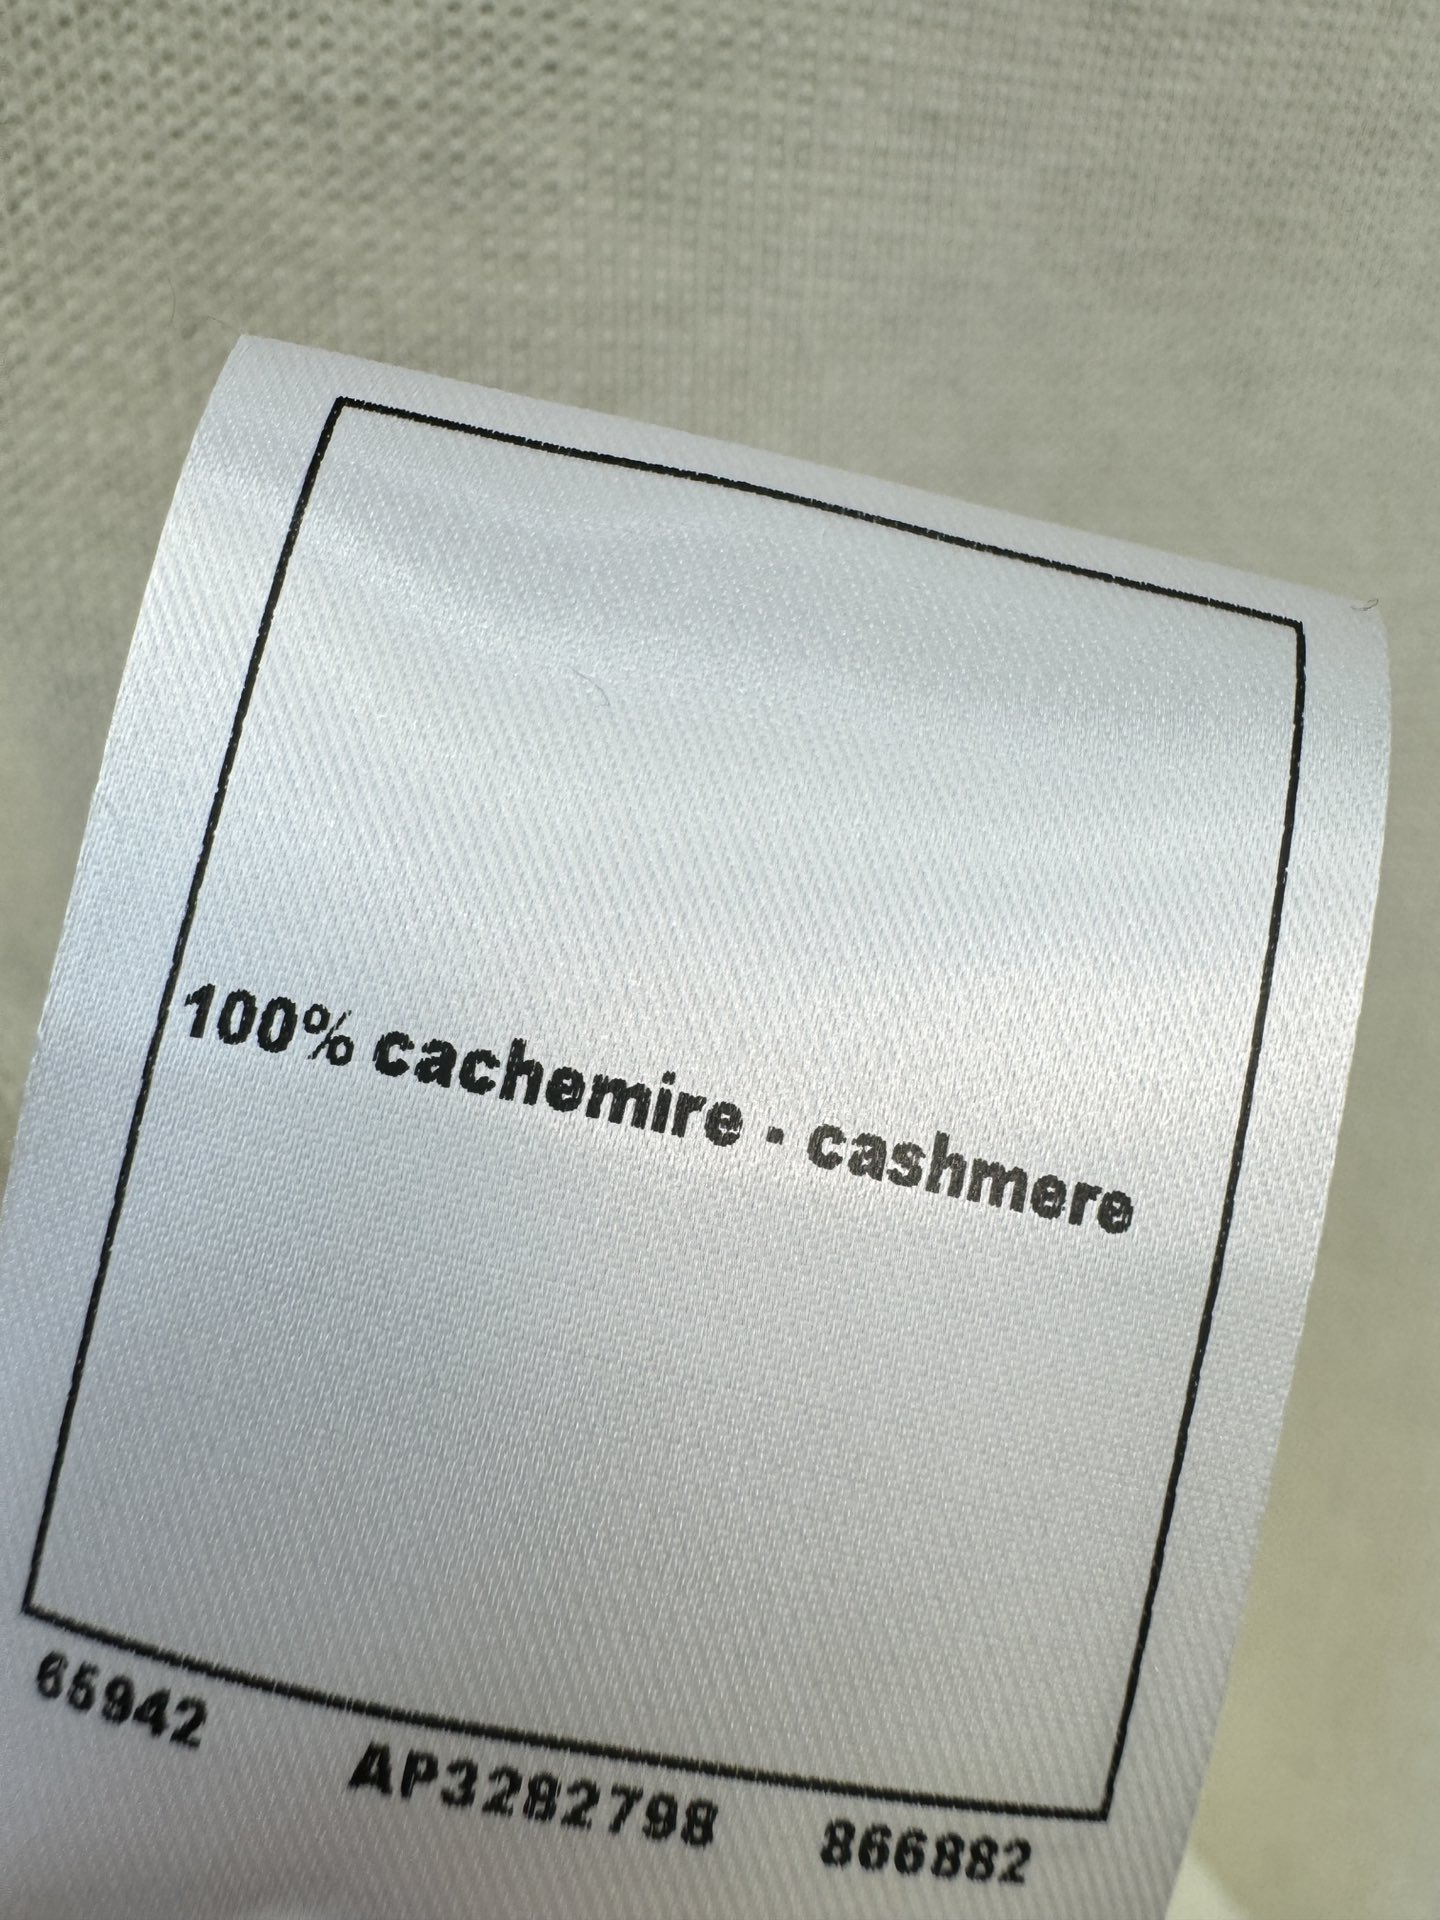 100% cachemire - cashmere
65942 AP3282798 866882